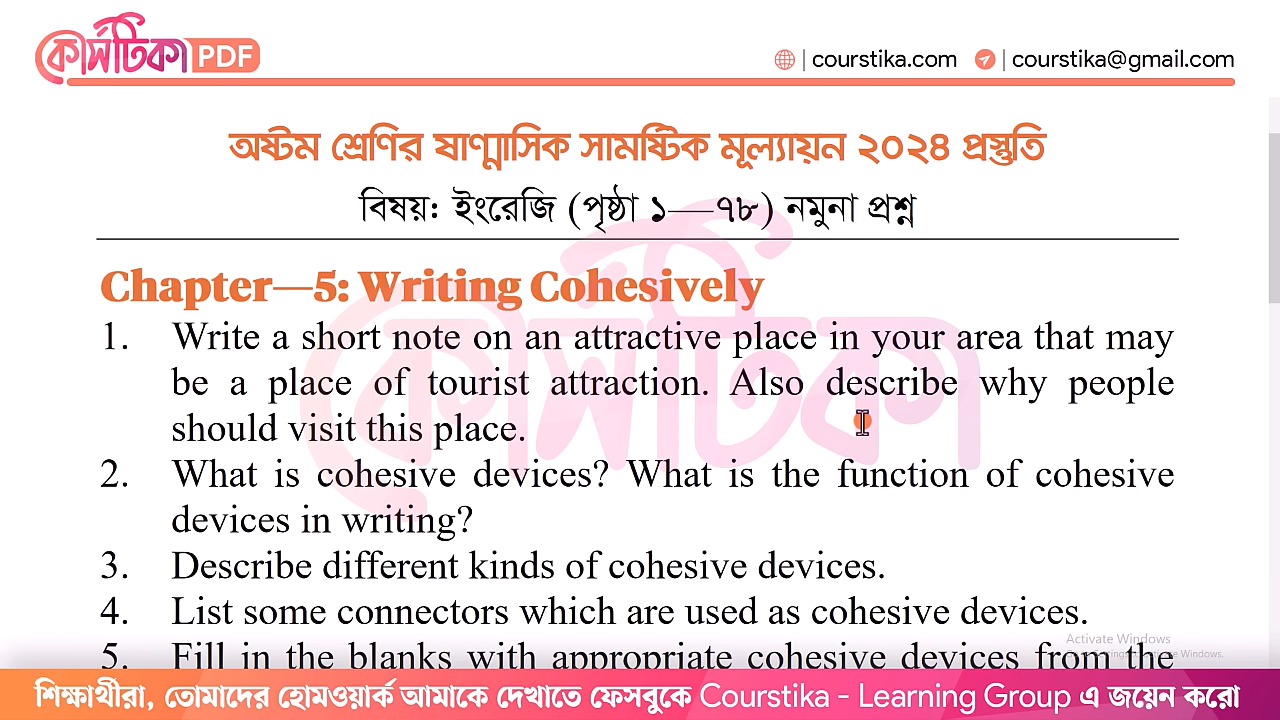 কোর্সটিকা PDF
| courstika.com | courstika@gmail.com
অষ্টম শ্রেণির ষাণ্মাসিক সামষ্টিক মূল্যায়ন ২০২৪ প্রস্তুতি
বিষয়: ইংরেজি (পৃষ্ঠা ১—৭৮) নমুনা প্রশ্ন
কোর্সটিকা
Chapter—5: Writing Cohesively
1. Write a short note on an attractive place in your area that may
be a place of tourist attraction. Also describe why people
should visit this place.
2. What is cohesive devices? What is the function of cohesive
devices in writing?
3. Describe different kinds of cohesive devices.
4. List some connectors which are used as cohesive devices.
Activate Windows
5. Fill in the blanks with appropriate cohesive devices from the
শিক্ষার্থীরা, তোমাদের হোমওয়ার্ক আমাকে দেখাতে ফেসবুকে Courstika - Learning Group এ জয়েন করো